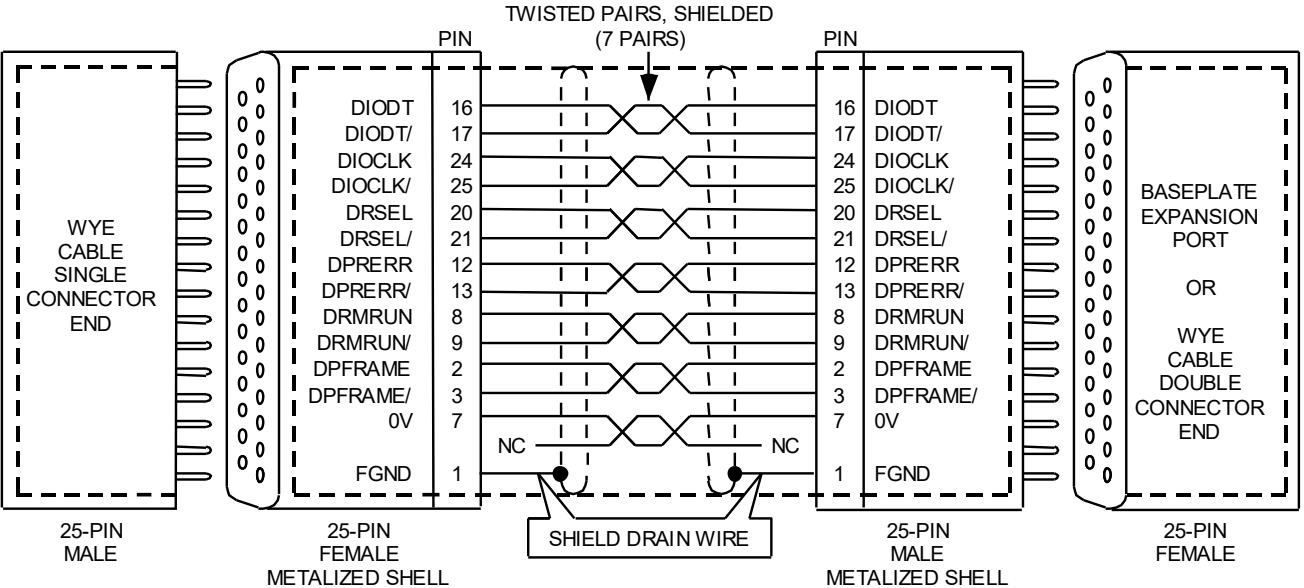 TWISTED PAIRS, SHIELDED
(7 PAIRS)
PIN
PIN
WYE
CABLE
SINGLE
CONNECTOR
END
DIODT 16
DIODT/ 17
DIOCLK 24
DIOCLK/ 25
DRSEL 20
DRSEL/ 21
DPRERR 12
DPRERR/ 13
DRMRUN 8
DRMRUN/ 9
DPFRAME 2
DPFRAME/ 3
0V 7
NC
FGND 1
16 DIODT
17 DIODT/
24 DIOCLK
25 DIOCLK/
20 DRSEL
21 DRSEL/
12 DPRERR
13 DPRERR/
8 DRMRUN
9 DRMRUN/
2 DPFRAME
3 DPFRAME/
7 0V
NC
1 FGND
BASEPLATE
EXPANSION
PORT
OR
WYE
CABLE
DOUBLE
CONNECTOR
END
SHIELD DRAIN WIRE
25-PIN
MALE
25-PIN
FEMALE
METALIZED SHELL
25-PIN
MALE
METALIZED SHELL
25-PIN
FEMALE